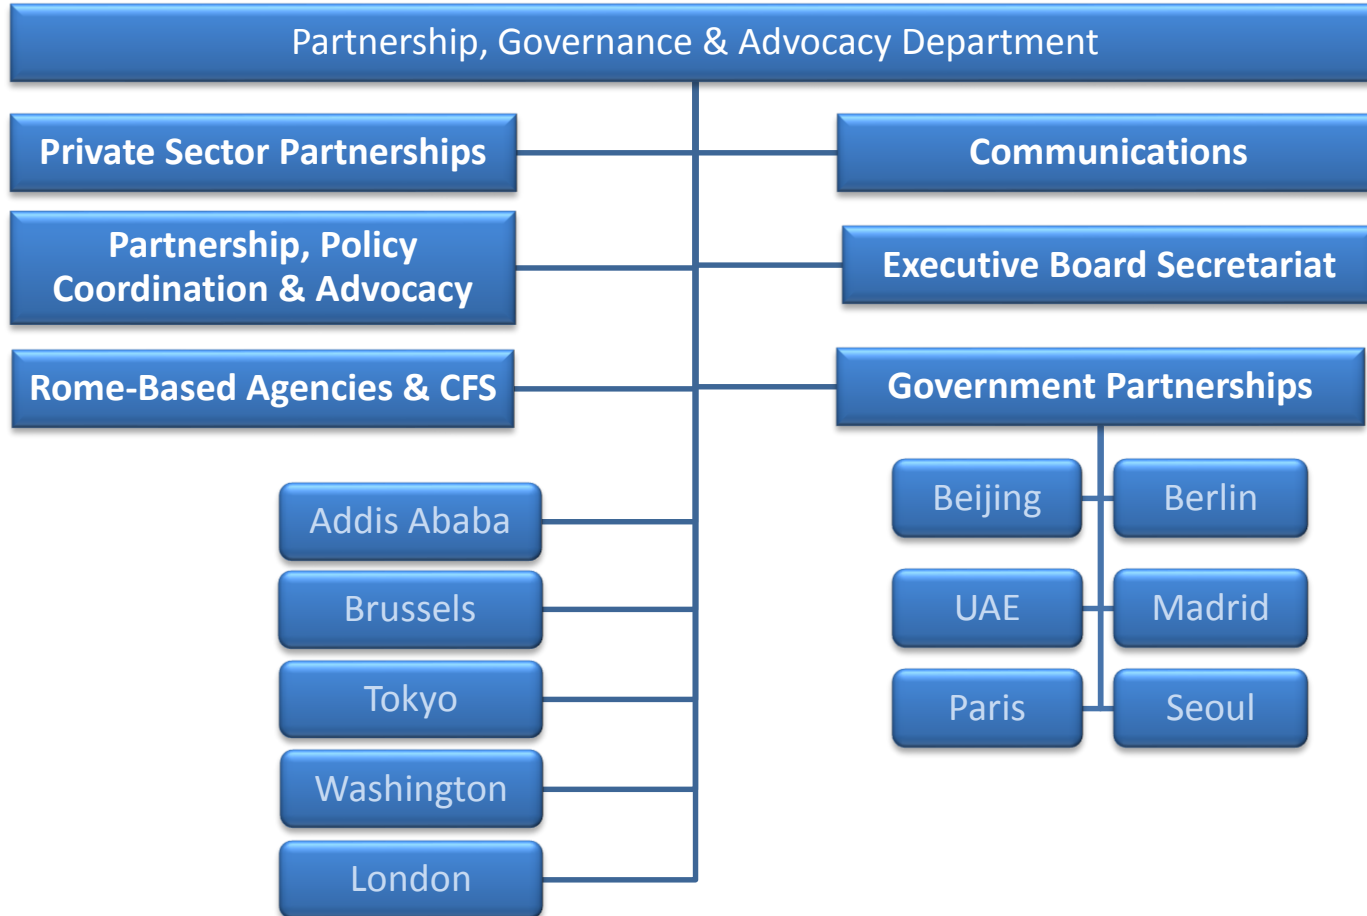 Partnership, Governance & Advocacy Department
Private Sector Partnerships
Communications
Partnership, Policy
Coordination & Advocacy
Executive Board Secretariat
Rome-Based Agencies & CFS
Government Partnerships
Addis Ababa
Brussels
Tokyo
Washington
London
Beijing
Berlin
UAE
Madrid
Paris
Seoul